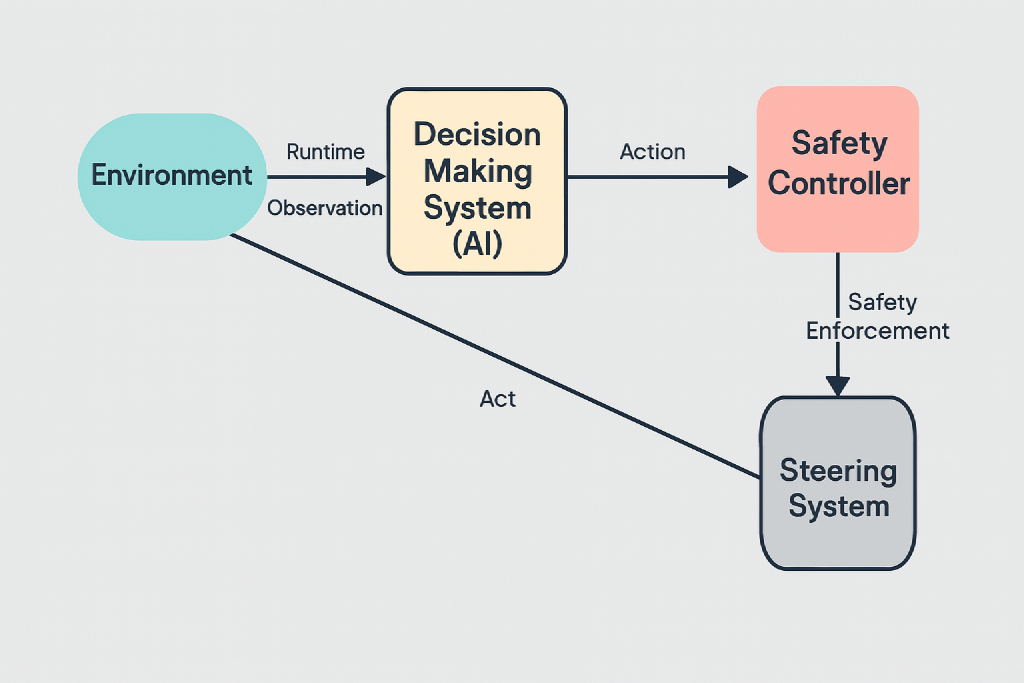 Environment
Runtime
Observation
Decision
Making
System
(AI)
Action
Safety
Controller
Safety
Enforcement
Act
Steering
System